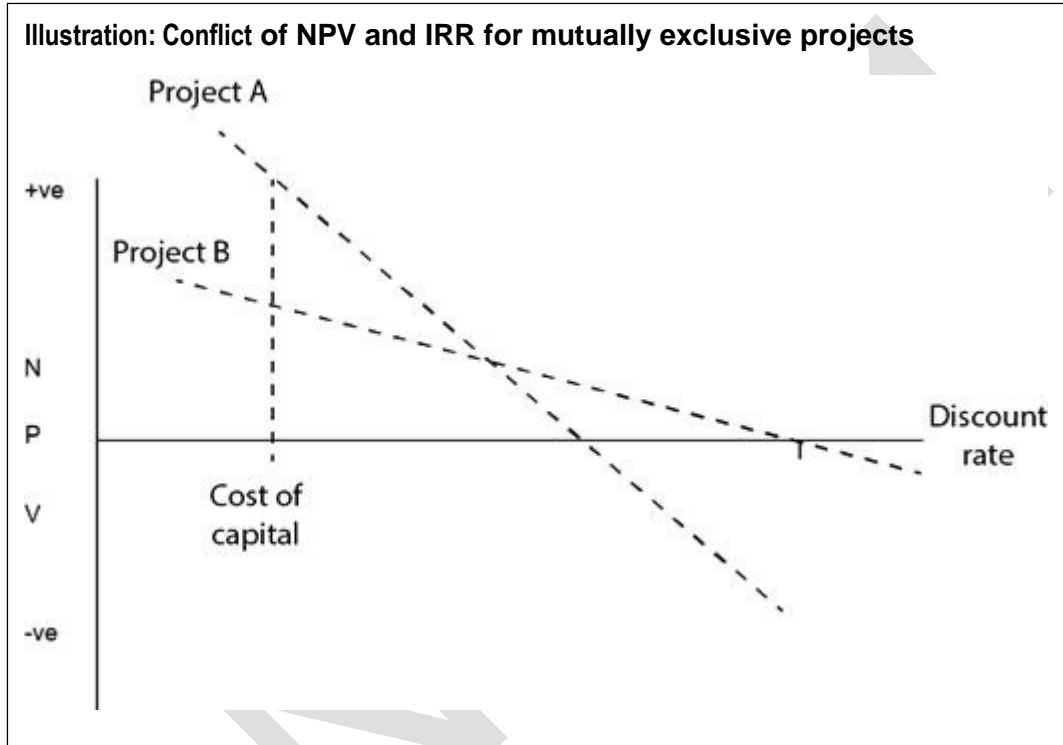 Illustration: Conflict of NPV and IRR for mutually exclusive projects
Project A
+ve
Project B
N
P
V
-ve
Discount
rate
Cost of
capital